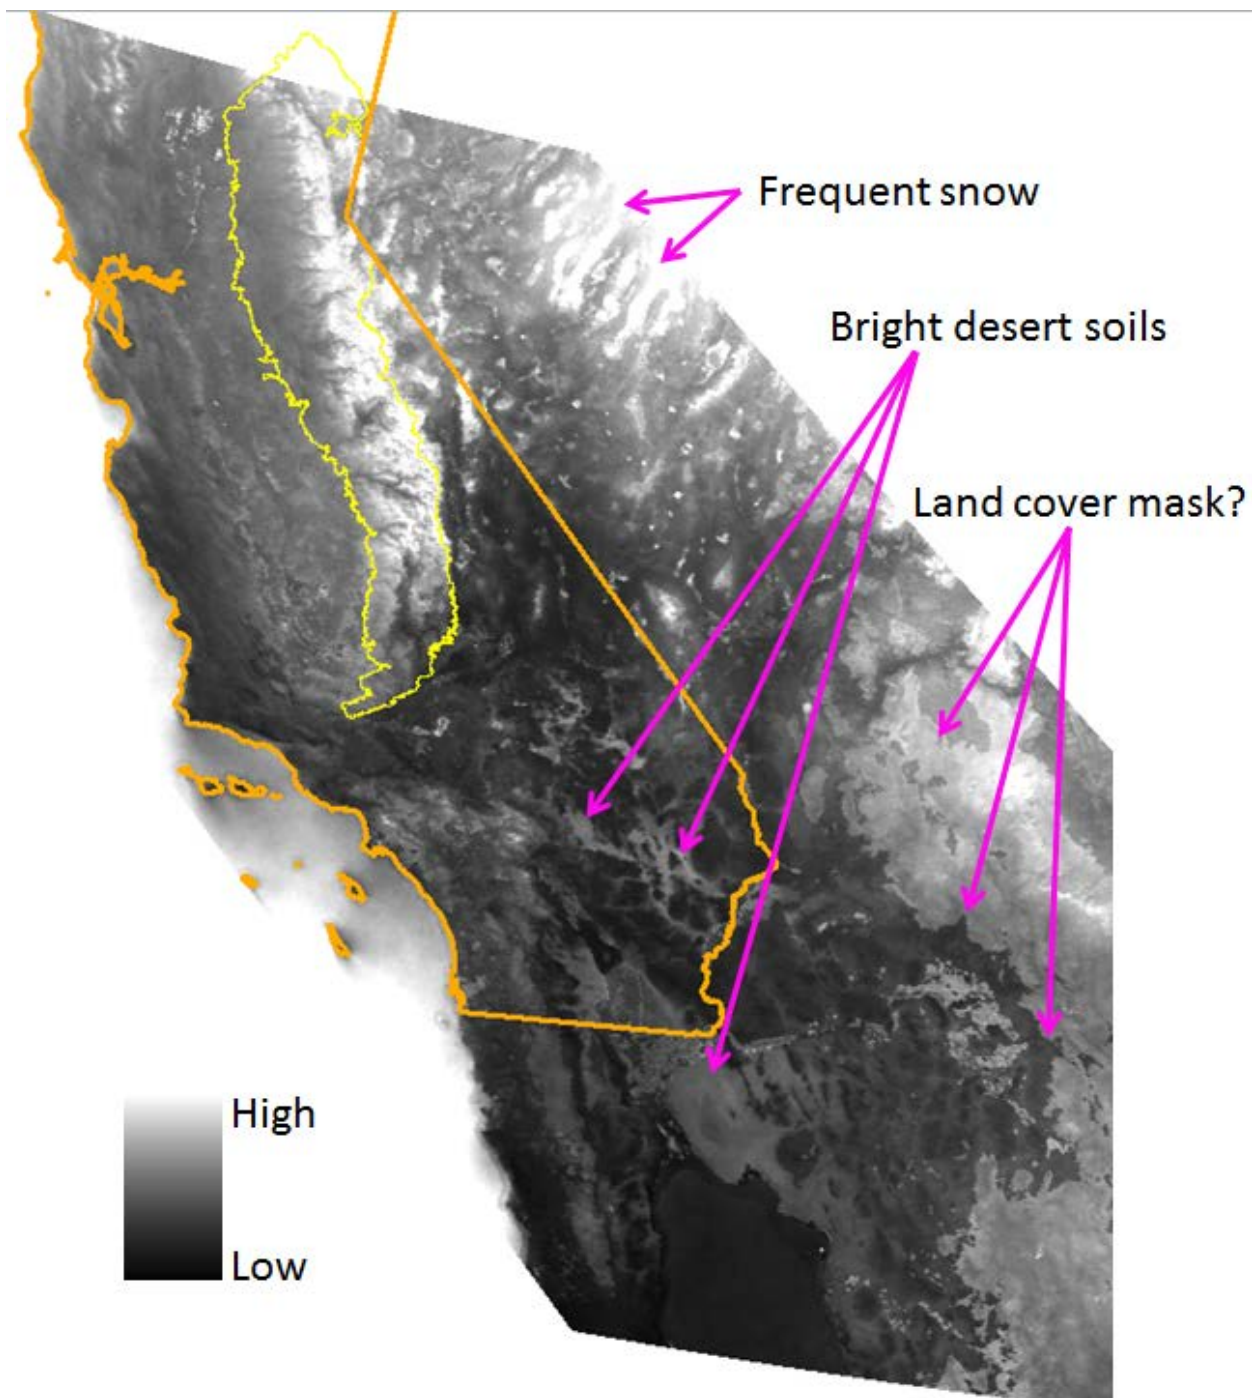 Frequent snow
Bright desert soils
Land cover mask?
High
Low